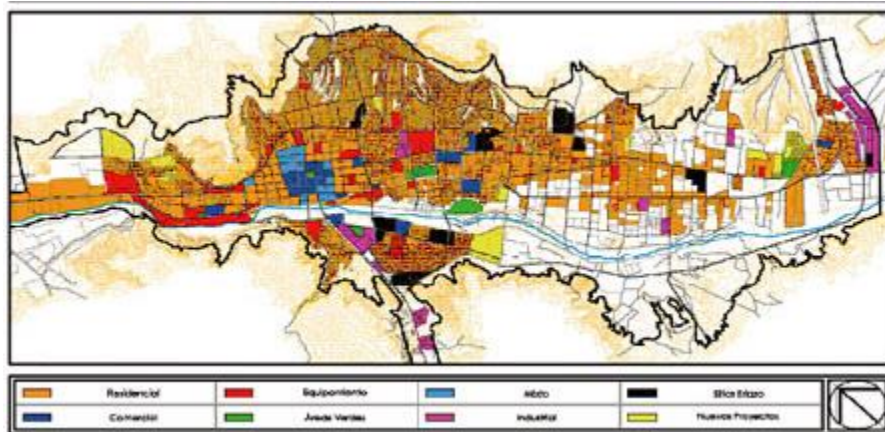 Residencial
Equipamiento
Mixto
Sitios Eriazo
Comercial
Áreas Verdes
Industrial
Nuevos Proyectos